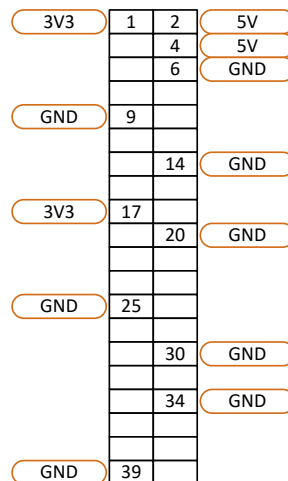 3V3 1 2 5V
4 5V
6 GND
GND 9
14 GND
3V3 17
20 GND
GND 25
30 GND
34 GND
GND 39